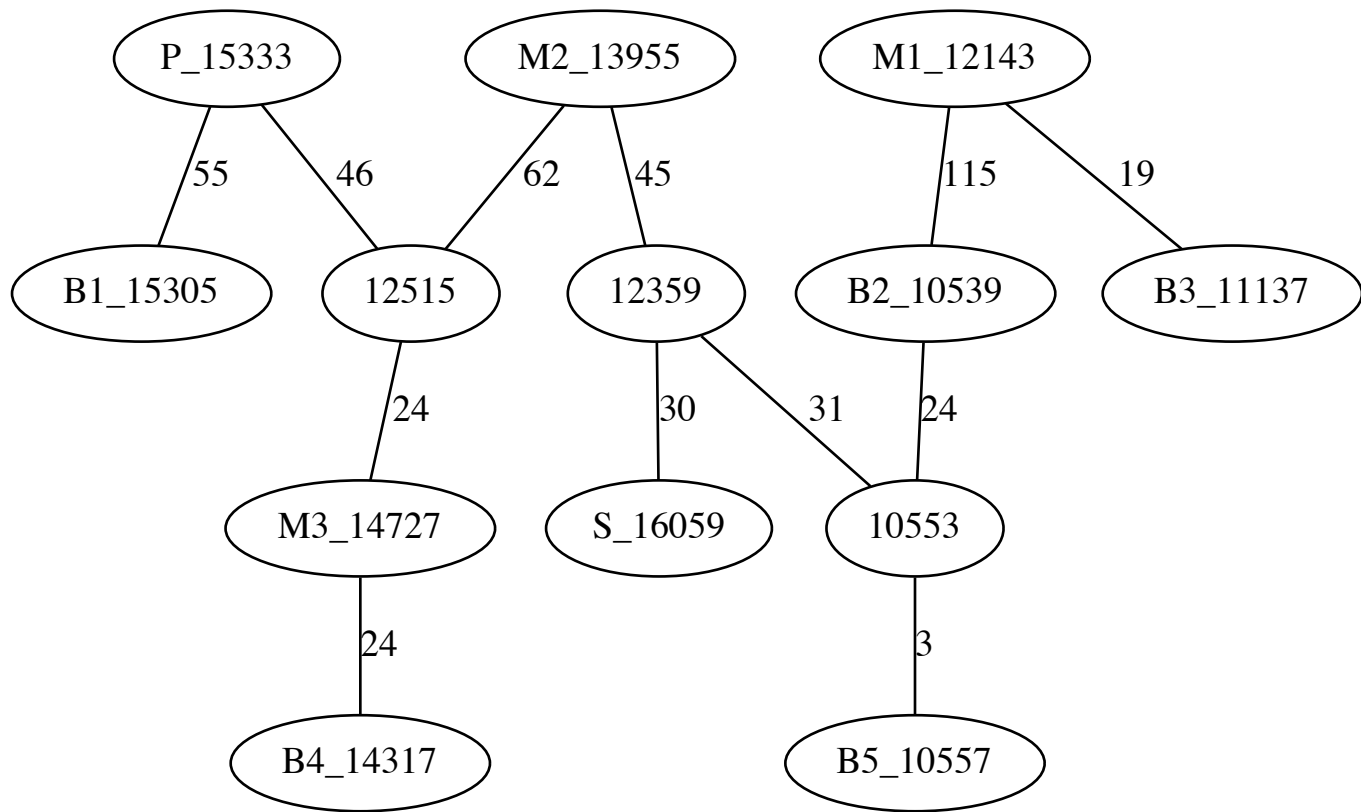 P_15333 M2_13955 M1_12143
55 46 62 45 115 19
B1_15305 12515 12359 B2_10539 B3_11137
24 30 31 24
M3_14727 S_16059 10553
24 3
B4_14317 B5_10557